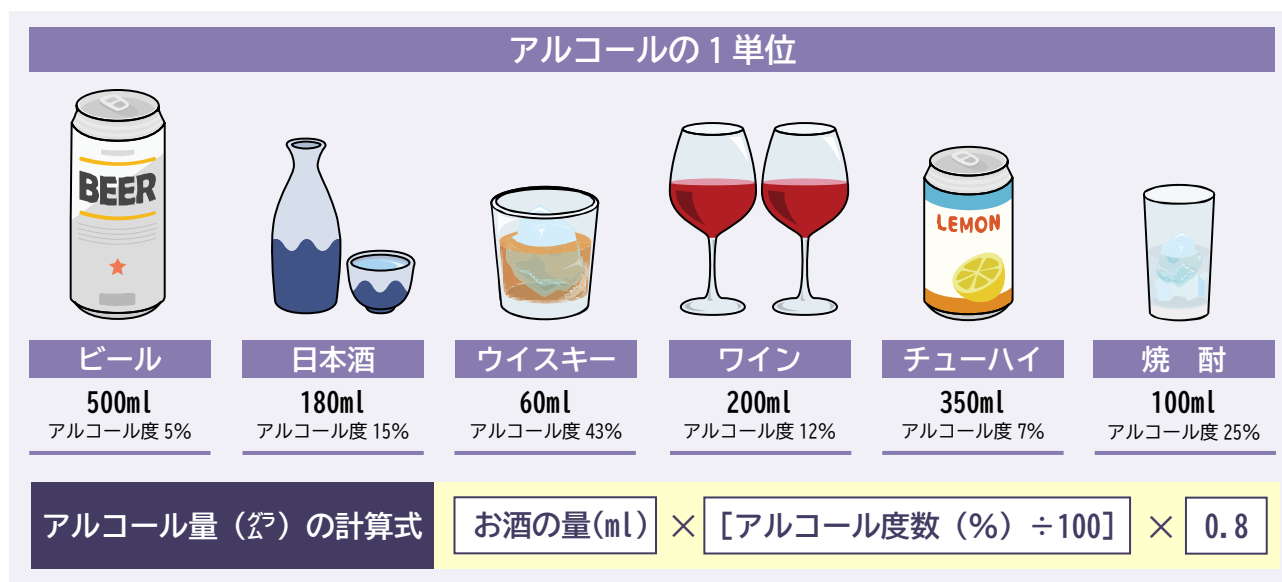 アルコールの1単位
BEER
LEMON
ビール
500ml
アルコール度 5%
日本酒
180ml
アルコール度 15%
ウイスキー
60ml
アルコール度 43%
ワイン
200ml
アルコール度 12%
チューハイ
350ml
アルコール度 7%
焼 酎
100ml
アルコール度 25%
アルコール量(グラム)の計算式
お酒の量(ml) × [アルコール度数(%)÷100] × 0.8